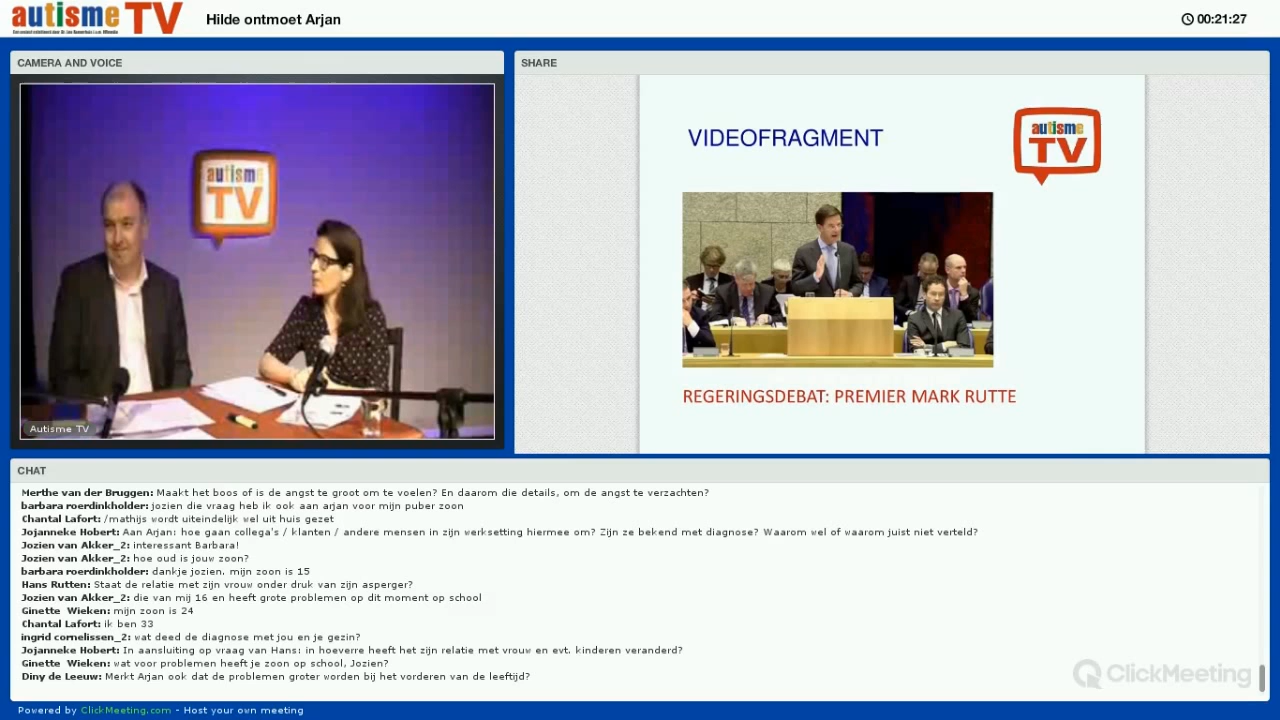 autisme TV
Hilde ontmoet Arjan
00:21:27
CAMERA AND VOICE
SHARE
autisme
TV
Autisme TV
VIDEOFRAGMENT
autisme
TV
REGERINGSDEBAT: PREMIER MARK RUTTE
CHAT
Merthe van der Bruggen: Maakt het boos of is de angst te groot om te voelen? En daarom die details, om de angst te verzachten?
barbara roerdinkholder: jozien die vraag heb ik ook aan arjan voor mijn puber zoon
Chantal Lafort: /mathijs wordt uiteindelijk wel uit huis gezet
Jojanneke Hobert: Aan Arjan: hoe gaan collega's / klanten / andere mensen in zijn werksetting hiermee om? Zijn ze bekend met diagnose? Waarom wel of waarom juist niet verteld?
Jozien van Akker_2: interessant Barbara!
Jozien van Akker_2: hoe oud is jouw zoon?
barbara roerdinkholder: dankje jozien. mijn zoon is 15
Hans Rutten: Staat de relatie met zijn vrouw onder druk van zijn asperger?
Jozien van Akker_2: die van mij 16 en heeft grote problemen op dit moment op school
Ginette Wieken: mijn zoon is 24
Chantal Lafort: ik ben 33
ingrid cornelissen_2: wat deed de diagnose met jou en je gezin?
Jojanneke Hobert: In aansluiting op vraag van Hans: in hoeverre heeft het zijn relatie met vrouw en evt. kinderen veranderd?
Ginette Wieken: wat voor problemen heeft je zoon op school, Jozien?
Diny de Leeuw: Merkt Arjan ook dat de problemen groter worden bij het vorderen van de leeftijd?
ClickMeeting
Powered by ClickMeeting.com - Host your own meeting